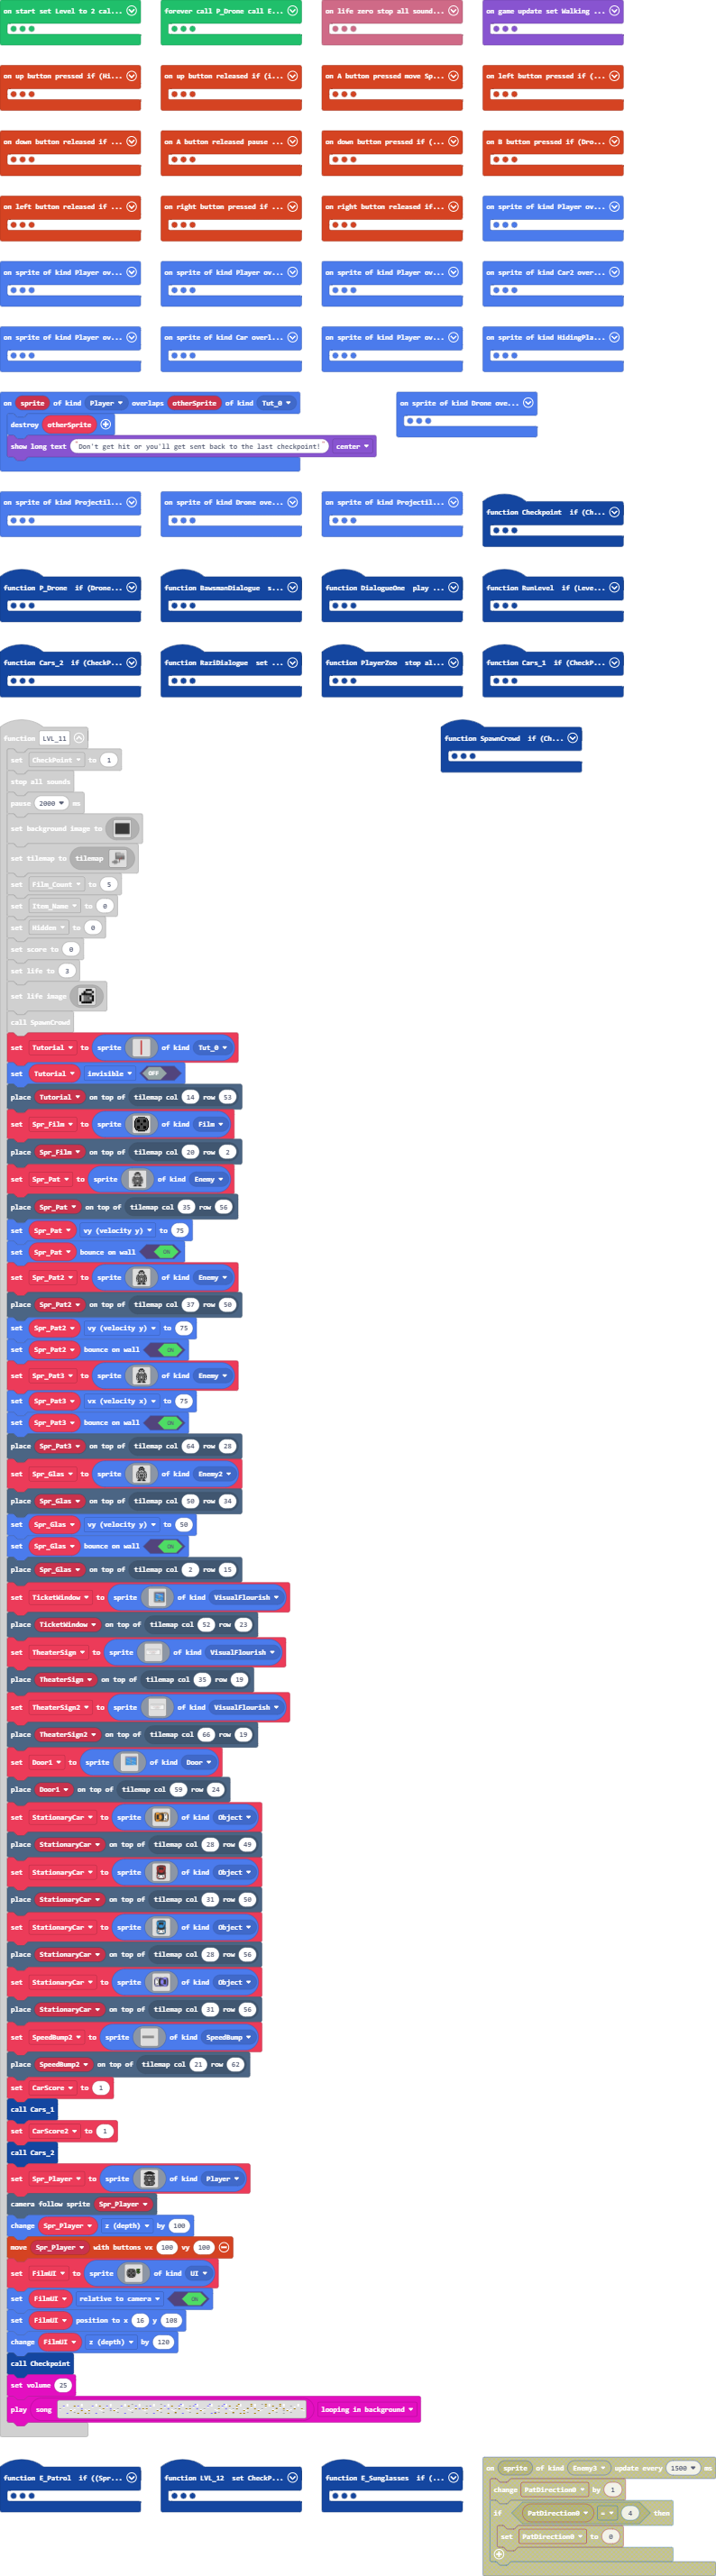 on start set Level to 2 cal...
forever call P_Drone call E...
on life zero stop all sound...
on game update set Walking ...
on up button pressed if (Hi...
on up button released if (i...
on A button pressed move Sp...
on left button pressed if (...
on down button released if ...
on A button released pause ...
on down button pressed if (...
on B button pressed if (Dro...
on left button released if ...
on right button pressed if ...
on right button released if...
on sprite of kind Player ov...
on sprite of kind Player ov...
on sprite of kind Player ov...
on sprite of kind Player ov...
on sprite of kind Car2 over...
on sprite of kind Player ov...
on sprite of kind Car overl...
on sprite of kind Player ov...
on sprite of kind HidingPla...
on sprite of kind Player overlaps otherSprite of kind Tut_0
on sprite of kind Drone ove...
destroy otherSprite
show long text "Don't get hit or you'll get sent back to the last checkpoint!" center
on sprite of kind Projectil...
on sprite of kind Drone ove...
on sprite of kind Projectil...
function Checkpoint if (Ch...
function P_Drone if (Drone...
function BawsmanDialogue s...
function DialogueOne play ...
function RunLevel if (Leve...
function Cars_2 if (CheckP...
function RaziDialogue set ...
function PlayerZoo stop al...
function Cars_1 if (CheckP...
function LVL_11
function SpawnCrowd if (Ch...
set CheckPoint to 1
stop all sounds
pause 2000 ms
set background image to
set tilemap to tilemap
set Film_Count to 5
set Item_Name to 0
set Hidden to 0
set score to 0
set life to 3
set life image
call SpawnCrowd
set Tutorial to sprite of kind Tut_0
set Tutorial invisible OFF
place Tutorial on top of tilemap col 14 row 53
set Spr_Film to sprite of kind Film
place Spr_Film on top of tilemap col 20 row 2
set Spr_Pat to sprite of kind Enemy
place Spr_Pat on top of tilemap col 35 row 56
set Spr_Pat vy (velocity y) to 75
set Spr_Pat bounce on wall ON
set Spr_Pat2 to sprite of kind Enemy
place Spr_Pat2 on top of tilemap col 37 row 50
set Spr_Pat2 vy (velocity y) to 75
set Spr_Pat2 bounce on wall ON
set Spr_Pat3 to sprite of kind Enemy
set Spr_Pat3 vx (velocity x) to 75
set Spr_Pat3 bounce on wall ON
place Spr_Pat3 on top of tilemap col 64 row 28
set Spr_Glas to sprite of kind Enemy2
place Spr_Glas on top of tilemap col 50 row 34
set Spr_Glas vy (velocity y) to 50
set Spr_Glas bounce on wall ON
place Spr_Glas on top of tilemap col 2 row 15
set TicketWindow to sprite of kind VisualFlourish
place TicketWindow on top of tilemap col 52 row 23
set TheaterSign to sprite of kind VisualFlourish
place TheaterSign on top of tilemap col 35 row 19
set TheaterSign2 to sprite of kind VisualFlourish
place TheaterSign2 on top of tilemap col 66 row 19
set Door1 to sprite of kind Door
place Door1 on top of tilemap col 59 row 24
set StationaryCar to sprite of kind Object
place StationaryCar on top of tilemap col 28 row 49
set StationaryCar to sprite of kind Object
place StationaryCar on top of tilemap col 31 row 50
set StationaryCar to sprite of kind Object
place StationaryCar on top of tilemap col 28 row 56
set StationaryCar to sprite of kind Object
place StationaryCar on top of tilemap col 31 row 56
set SpeedBump2 to sprite of kind SpeedBump
place SpeedBump2 on top of tilemap col 21 row 62
set CarScore to 1
call Cars_1
set CarScore2 to 1
call Cars_2
set Spr_Player to sprite of kind Player
camera follow sprite Spr_Player
change Spr_Player z (depth) by 100
move Spr_Player with buttons vx 100 vy 100
set FilmUI to sprite of kind UI
set FilmUI relative to camera ON
set FilmUI position to x 16 y 108
change FilmUI z (depth) by 120
call Checkpoint
set volume 25
play song looping in background
function E_Patrol if ((Spr...
function LVL_12 set CheckP...
function E_Sunglasses if (...
on sprite of kind Enemy3 update every 1500 ms
change PatDirection0 by 1
if PatDirection0 = 4 then
set PatDirection0 to 0